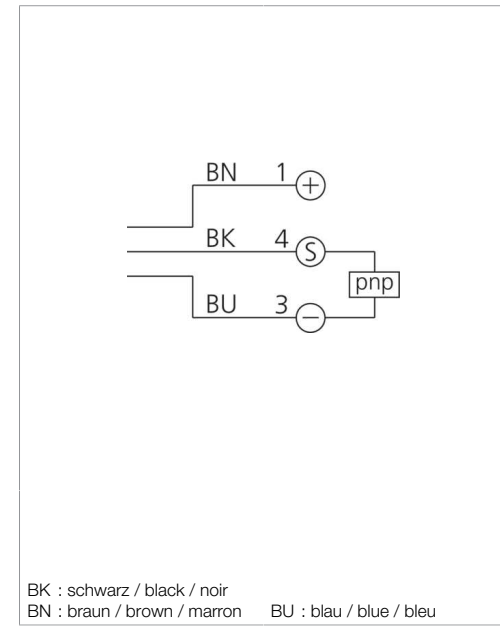 BN 1 +
BK 4 S
pnp
BU 3 −
BK : schwarz / black / noir
BN : braun / brown / marron BU : blau / blue / bleu